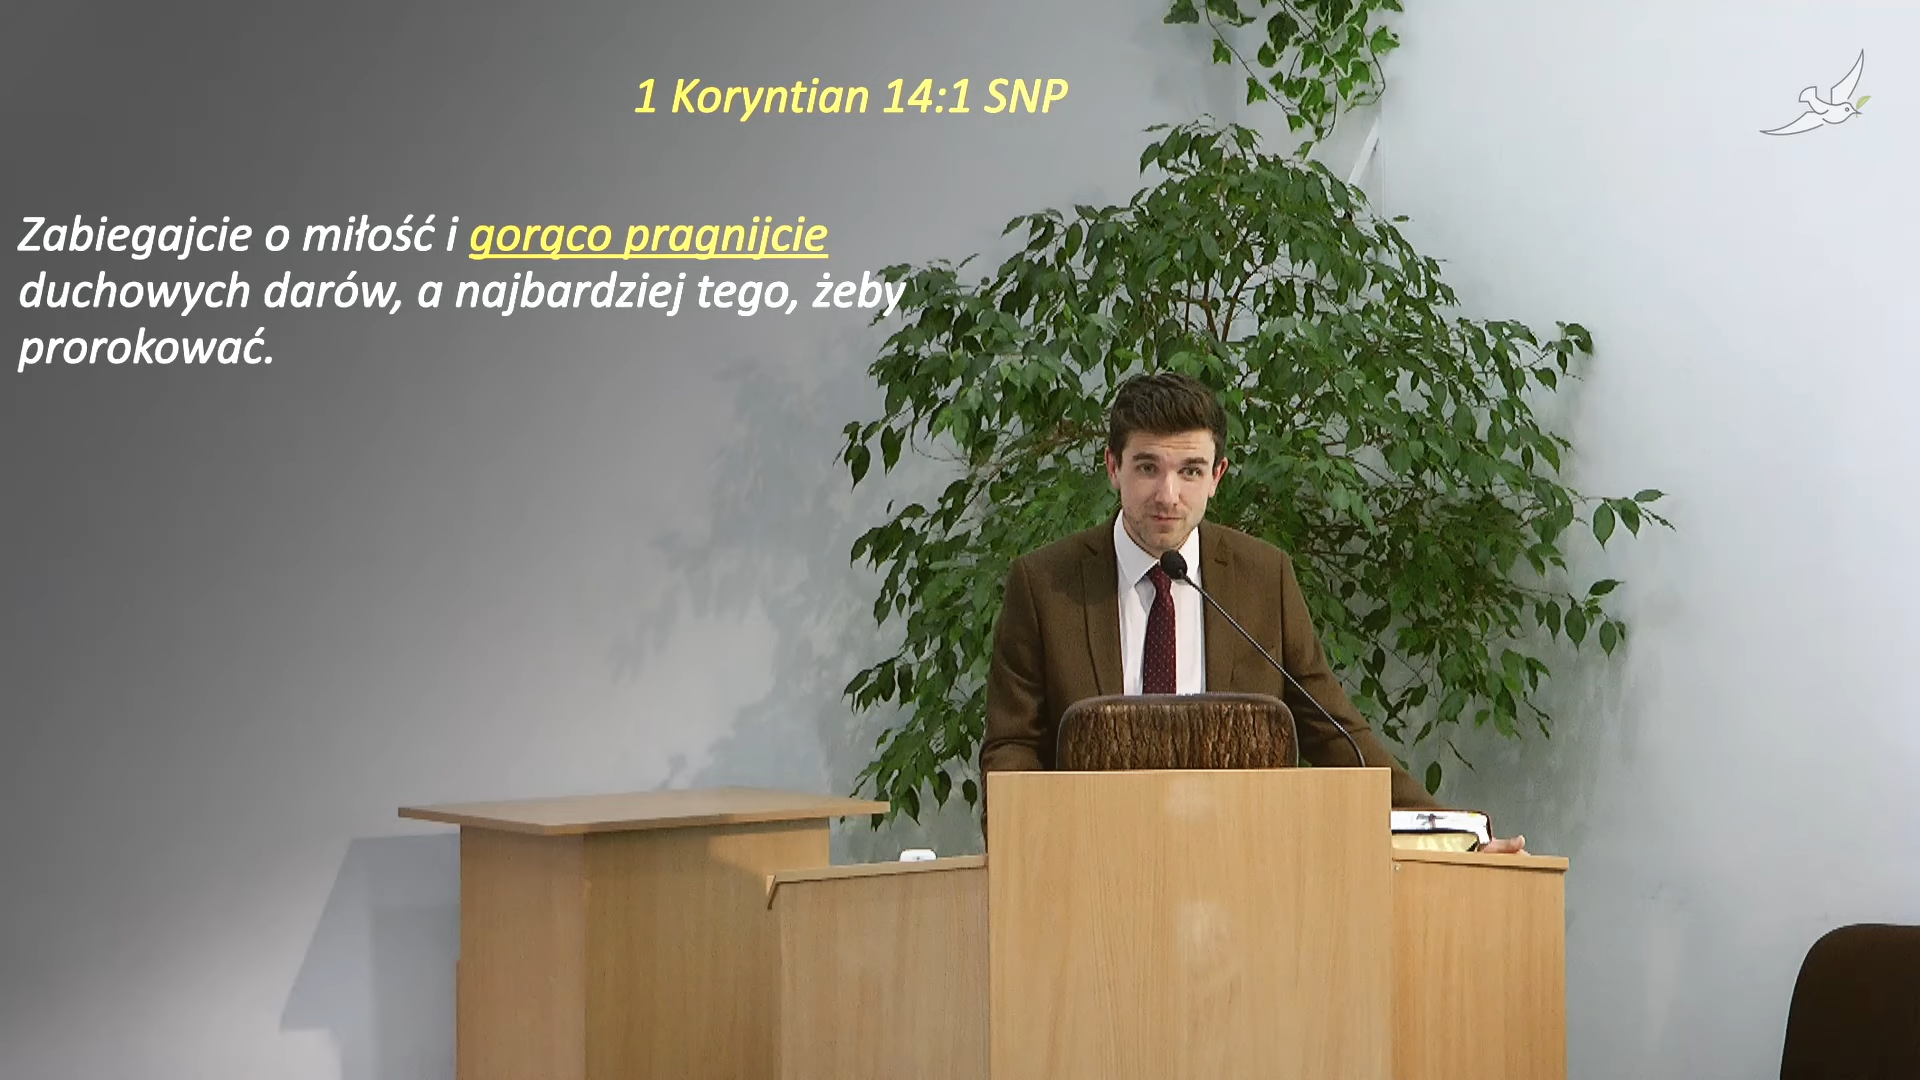 1 Koryntian 14:1 SNP
Zabiegajcie o miłość i gorąco pragnijcie
duchowych darów, a najbardziej tego, żeby
prorokować.